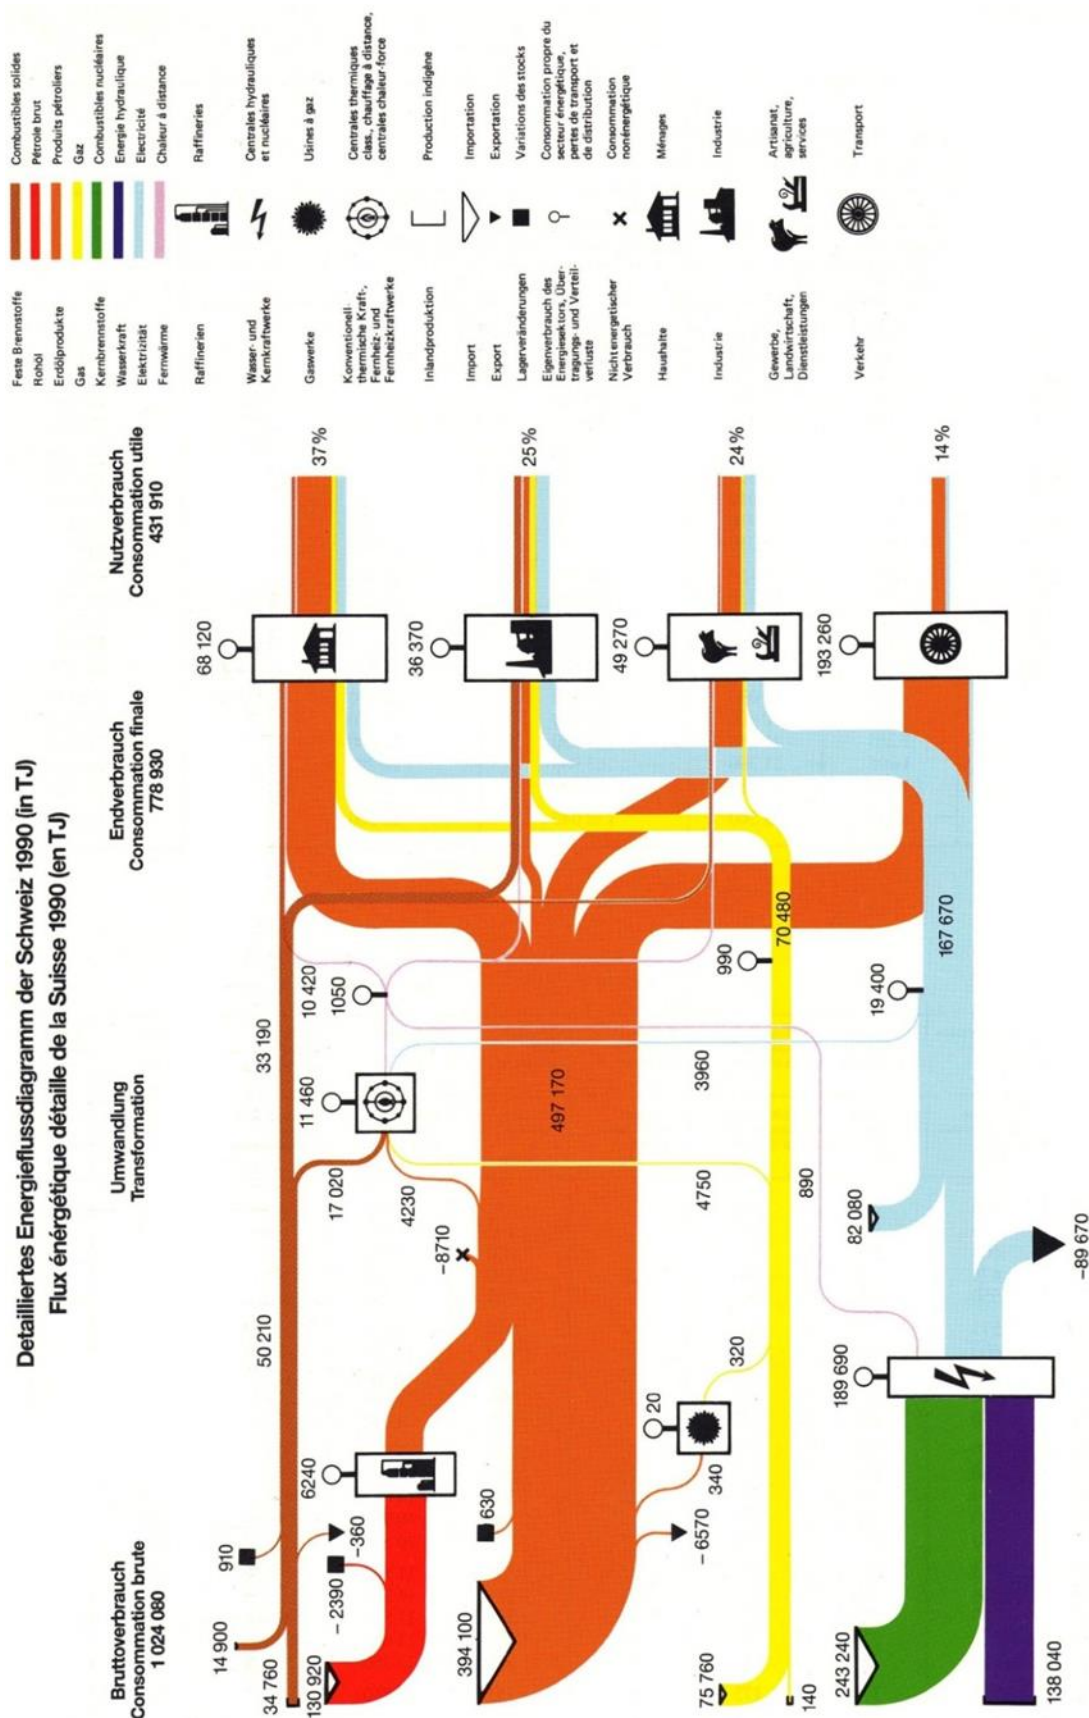 Detailliertes Energieflussdiagramm der Schweiz 1990 (in TJ)
Flux énérgétique détaille de la Suisse 1990 (en TJ)
Bruttoverbrauch
Consommation brute
1 024 080
Umwandlung
Transformation
Endverbrauch
Consommation finale
778 930
Nutzverbrauch
Consommation utile
431 910
14 900
910
34 760
50 210
33 190
130 920
– 2390
–360
6240
17 020
11 460
10 420
1050
4230
–8710
394 100
630
– 6570
340
20
320
497 170
4750
3960
890
75 760
140
990
70 480
243 240
138 040
189 690
82 080
–89 670
19 400
167 670
68 120
37 %
36 370
25 %
49 270
24 %
193 260
14 %
Feste Brennstoffe
Combustibles solides
Rohöl
Pétrole brut
Erdölprodukte
Produits pétroliers
Gas
Gaz
Kernbrennstoffe
Combustibles nucléaires
Wasserkraft
Energie hydraulique
Elektrizität
Electricité
Fernwärme
Chaleur à distance
Raffinerien
Raffineries
Wasser- und
Kernkraftwerke
Centrales hydrauliques
et nucléaires
Gaswerke
Usines à gaz
Konventionell-
thermische Kraft-,
Fernheiz- und
Fernheizkraftwerke
Centrales thermiques
class., chauffage à distance,
centrales chaleur-force
Inlandproduktion
Production indigène
Import
Importation
Export
Exportation
Lagerveränderungen
Variations des stocks
Eigenverbrauch des
Energiesektors, Über-
tragungs- und Verteil-
verluste
Consommation propre du
secteur énergétique,
pertes de transport et
de distribution
Nichtenergetischer
Verbrauch
Consommation
nonénergétique
Haushalte
Ménages
Industrie
Industrie
Gewerbe,
Landwirtschaft,
Dienstleistungen
Artisanat,
agriculture,
services
Verkehr
Transport